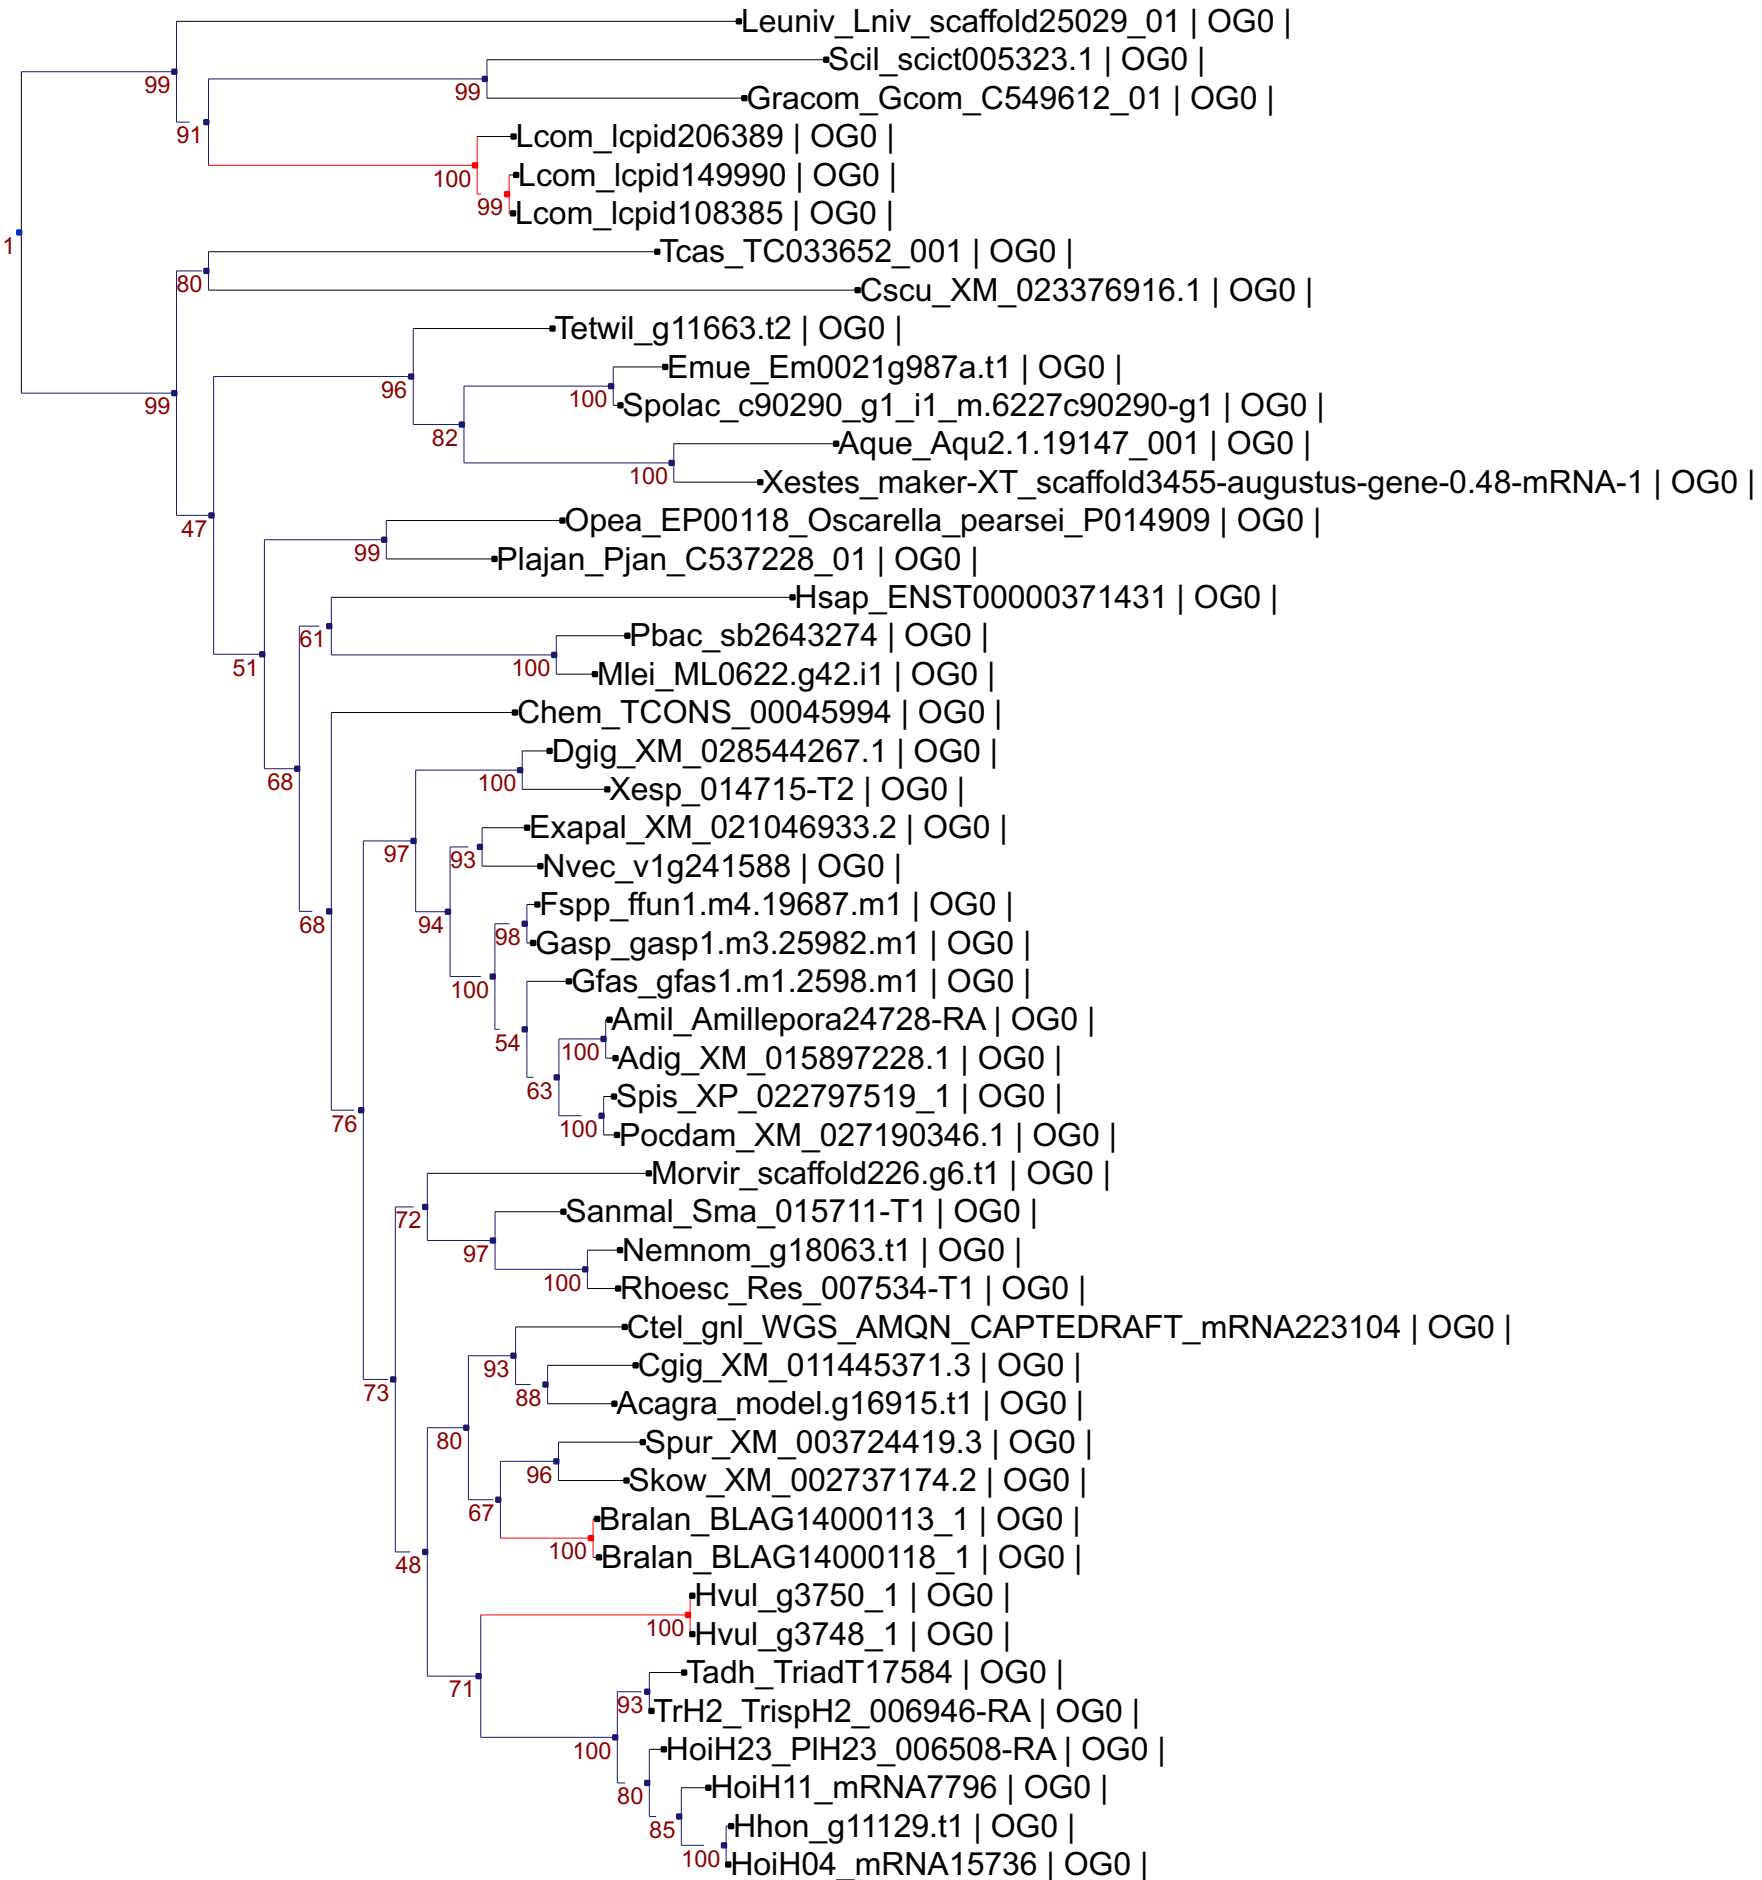 Leuniv_Lniv_scaffold25029_01 | OG0 |
Scil_scict005323.1 | OG0 |
99
99
Gracom_Gcom_C549612_01 | OG0 |
91
Lcom_lcpid206389 | OG0 |
100
Lcom_lcpid149990 | OG0 |
99
Lcom_lcpid108385 | OG0 |
1
Tcas_TC033652_001 | OG0 |
80
Cscu_XM_023376916.1 | OG0 |
Tetwil_g11663.t2 | OG0 |
Emue_Em0021g987a.t1 | OG0 |
96
100
99
Spolac_c90290_g1_i1_m.6227c90290-g1 | OG0 |
82
Aque_Aqu2.1.19147_001 | OG0 |
100
Xestes_maker-XT_scaffold3455-augustus-gene-0.48-mRNA-1 | OG0 |
47
Opea_EP00118_Oscarella_pearsei_P014909 | OG0 |
99
Plajan_Pjan_C537228_01 | OG0 |
Hsap_ENST00000371431 | OG0 |
61
Pbac_sb2643274 | OG0 |
51
100
Mlei_ML0622.g42.i1 | OG0 |
Chem_TCONS_00045994 | OG0 |
Dgig_XM_028544267.1 | OG0 |
68
100
Xesp_014715-T2 | OG0 |
Exapal_XM_021046933.2 | OG0 |
97
93
Nvec_v1g241588 | OG0 |
Fspp_ffun1.m4.19687.m1 | OG0 |
68
94
98
Gasp_gasp1.m3.25982.m1 | OG0 |
100
Gfas_gfas1.m1.2598.m1 | OG0 |
Amil_Amillepora24728-RA | OG0 |
54
100
Adig_XM_015897228.1 | OG0 |
63
Spis_XP_022797519_1 | OG0 |
76
100
Pocdam_XM_027190346.1 | OG0 |
Morvir_scaffold226.g6.t1 | OG0 |
72
Sanmal_Sma_015711-T1 | OG0 |
97
Nemnom_g18063.t1 | OG0 |
100
Rhoesc_Res_007534-T1 | OG0 |
Ctel_gnl_WGS_AMQN_CAPTEDRAFT_mRNA223104 | OG0 |
93
Cgig_XM_011445371.3 | OG0 |
73
88
Acagra_model.g16915.t1 | OG0 |
80
Spur_XM_003724419.3 | OG0 |
96
Skow_XM_002737174.2 | OG0 |
67
Bralan_BLAG14000113_1 | OG0 |
100
48
Bralan_BLAG14000118_1 | OG0 |
Hvul_g3750_1 | OG0 |
100
Hvul_g3748_1 | OG0 |
Tadh_TriadT17584 | OG0 |
71
93
TrH2_TrispH2_006946-RA | OG0 |
100
HoiH23_PlH23_006508-RA | OG0 |
80
HoiH11_mRNA7796 | OG0 |
85
Hhon_g11129.t1 | OG0 |
100
HoiH04_mRNA15736 | OG0 |